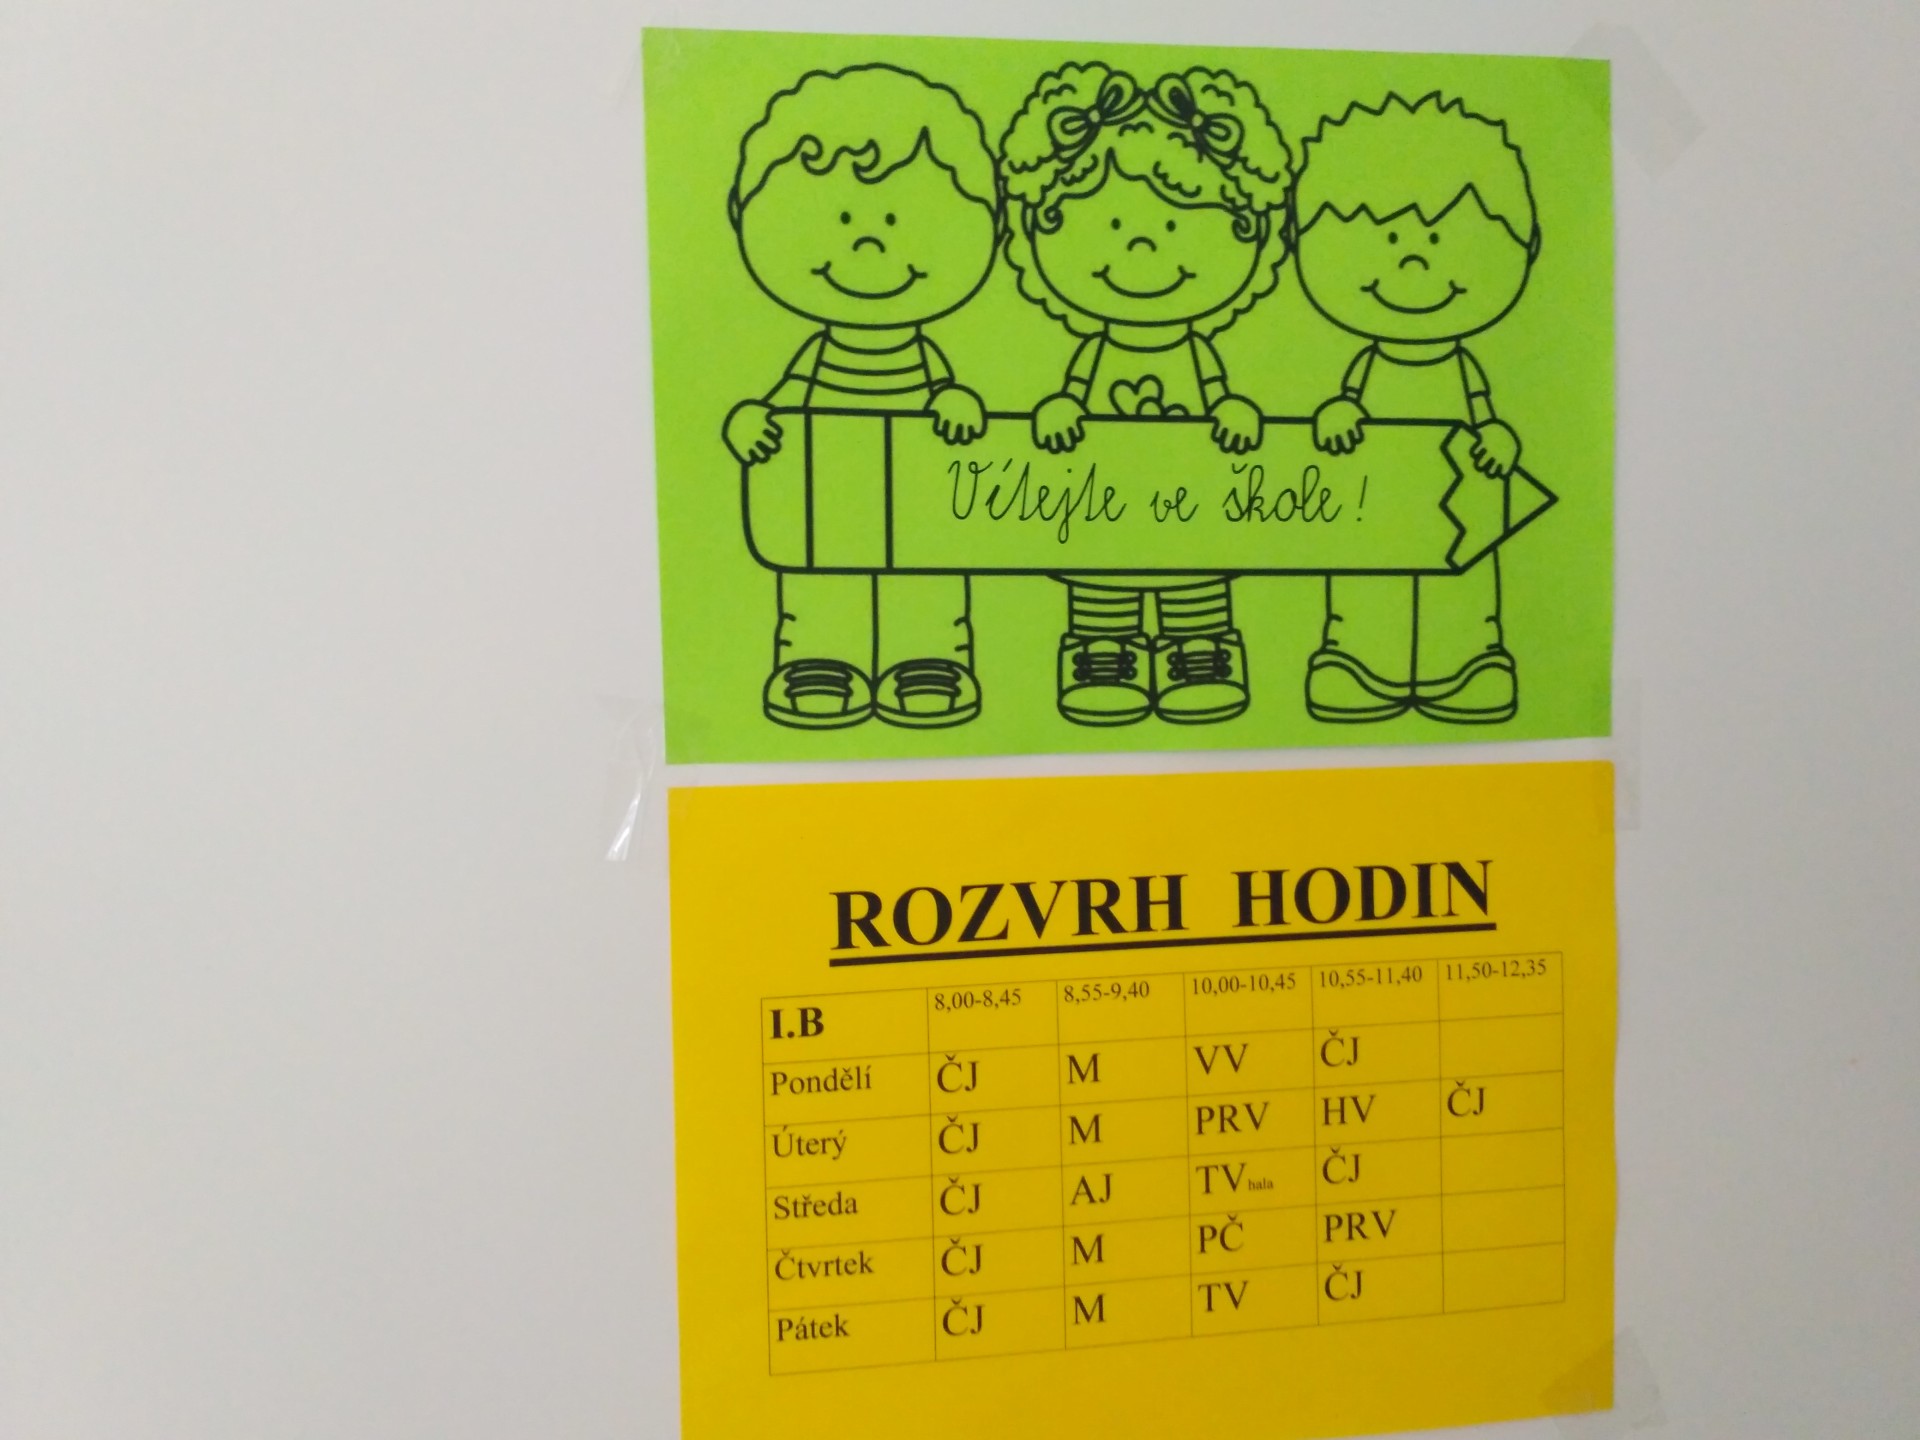 Vítejte ve škole!
ROZVRH HODIN
I.B 8,00-8,45 8,55-9,40 10,00-10,45 10,55-11,40 11,50-12,35
Pondělí ČJ M VV ČJ
Úterý ČJ M PRV HV ČJ
Středa ČJ AJ TV hala ČJ
Čtvrtek ČJ M PČ PRV
Pátek ČJ M TV ČJ